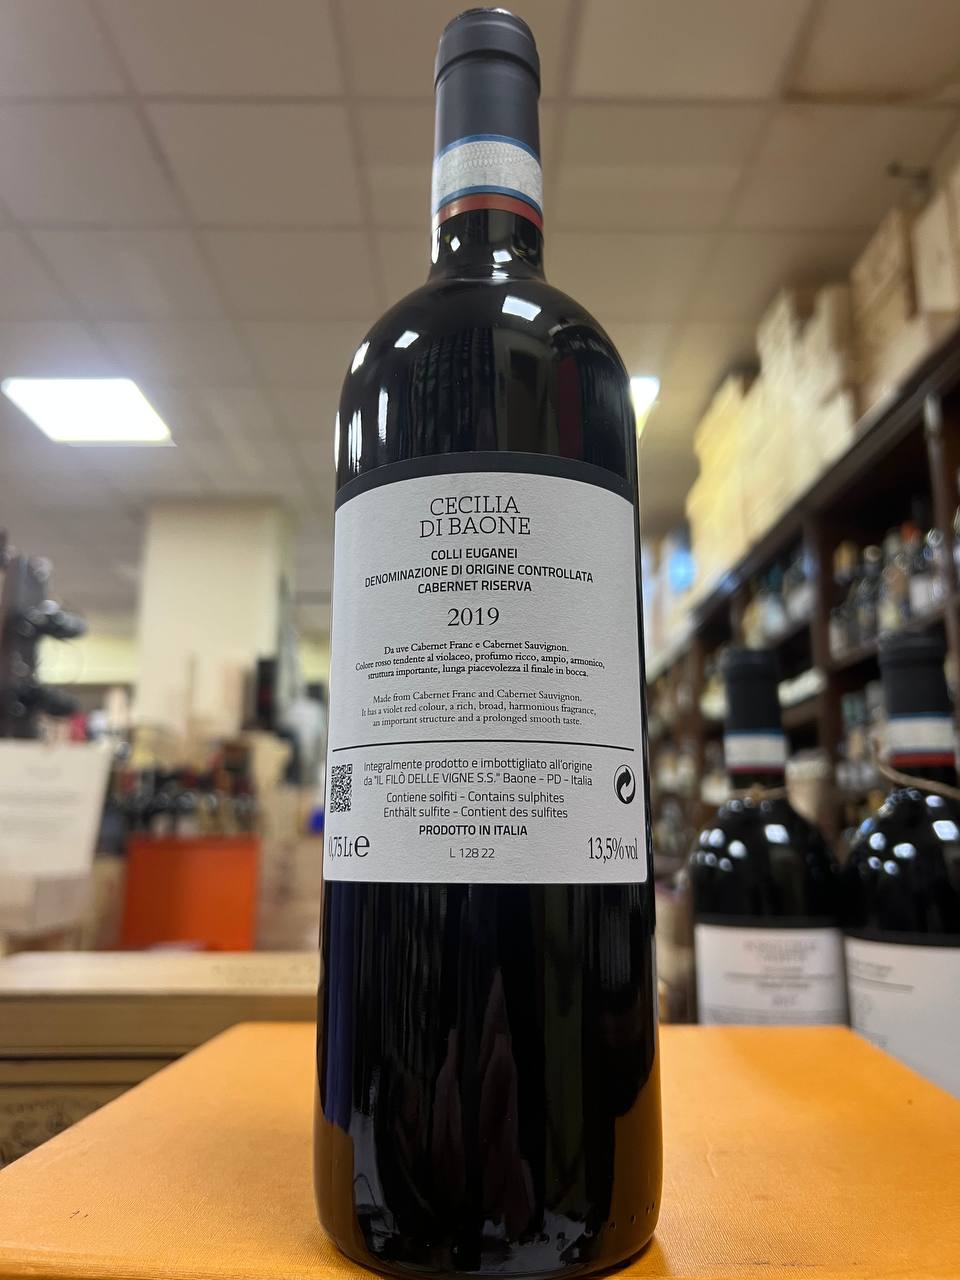 CECILIA
DI BAONE
COLLI EUGANEI
DENOMINAZIONE DI ORIGINE CONTROLLATA
CABERNET RISERVA
2019
Da uve Cabernet Franc e Cabernet Sauvignon.
Colore rosso tendente al violaceo, profumo ricco, ampio, armonico,
struttura importante, lunga piacevolezza il finale in bocca.
Made from Cabernet Franc and Cabernet Sauvignon.
It has a violet red colour, a rich, broad, harmonious fragrance,
an important structure and a prolonged smooth taste.
Integralmente prodotto e imbottigliato all'origine
da "IL FILÒ DELLE VIGNE S.S." Baone - PD - Italia
Contiene solfiti - Contains sulphites
Enthält sulfite - Contient des sulfites
PRODOTTO IN ITALIA
0,75 Lt e L 128 22 13,5% vol